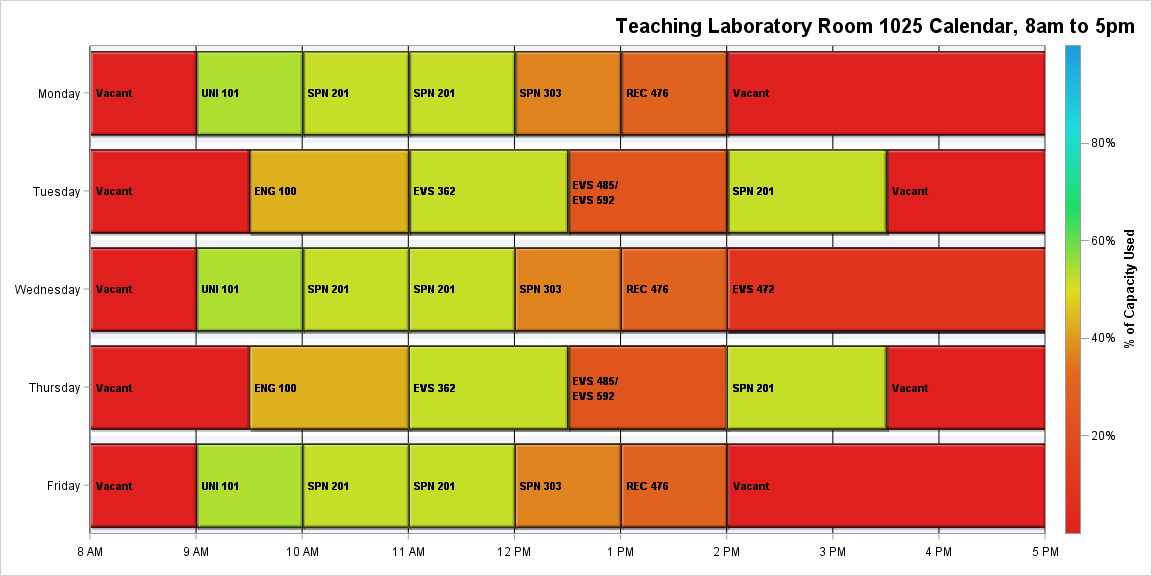 Teaching Laboratory Room 1025 Calendar, 8am to 5pm
Monday
Vacant
UNI 101
SPN 201
SPN 201
SPN 303
REC 476
Vacant
Tuesday
Vacant
ENG 100
EVS 362
EVS 485/
EVS 592
SPN 201
Vacant
Wednesday
Vacant
UNI 101
SPN 201
SPN 201
SPN 303
REC 476
EVS 472
Thursday
Vacant
ENG 100
EVS 362
EVS 485/
EVS 592
SPN 201
Vacant
Friday
Vacant
UNI 101
SPN 201
SPN 201
SPN 303
REC 476
Vacant
8 AM
9 AM
10 AM
11 AM
12 PM
1 PM
2 PM
3 PM
4 PM
5 PM
80%
60%
40%
20%
% of Capacity Used